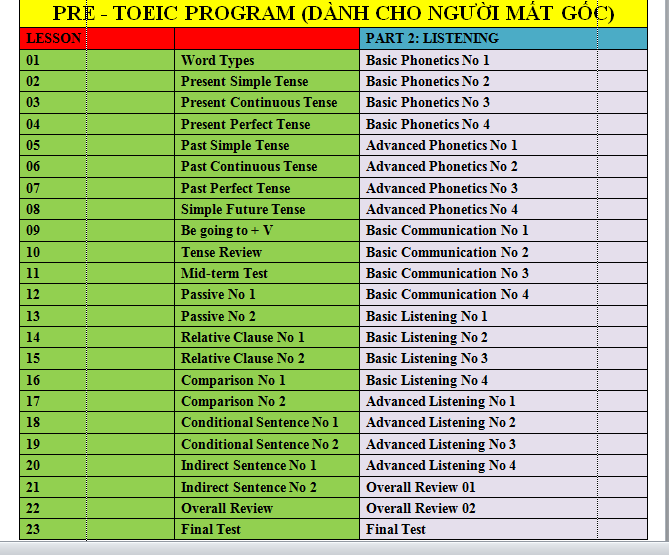 PRE - TOEIC PROGRAM (DÀNH CHO NGƯỜI MẤT GỐC)
LESSON PART 2: LISTENING
01 Word Types Basic Phonetics No 1
02 Present Simple Tense Basic Phonetics No 2
03 Present Continuous Tense Basic Phonetics No 3
04 Present Perfect Tense Basic Phonetics No 4
05 Past Simple Tense Advanced Phonetics No 1
06 Past Continuous Tense Advanced Phonetics No 2
07 Past Perfect Tense Advanced Phonetics No 3
08 Simple Future Tense Advanced Phonetics No 4
09 Be going to + V Basic Communication No 1
10 Tense Review Basic Communication No 2
11 Mid-term Test Basic Communication No 3
12 Passive No 1 Basic Communication No 4
13 Passive No 2 Basic Listening No 1
14 Relative Clause No 1 Basic Listening No 2
15 Relative Clause No 2 Basic Listening No 3
16 Comparison No 1 Basic Listening No 4
17 Comparison No 2 Advanced Listening No 1
18 Conditional Sentence No 1 Advanced Listening No 2
19 Conditional Sentence No 2 Advanced Listening No 3
20 Indirect Sentence No 1 Advanced Listening No 4
21 Indirect Sentence No 2 Overall Review 01
22 Overall Review Overall Review 02
23 Final Test Final Test